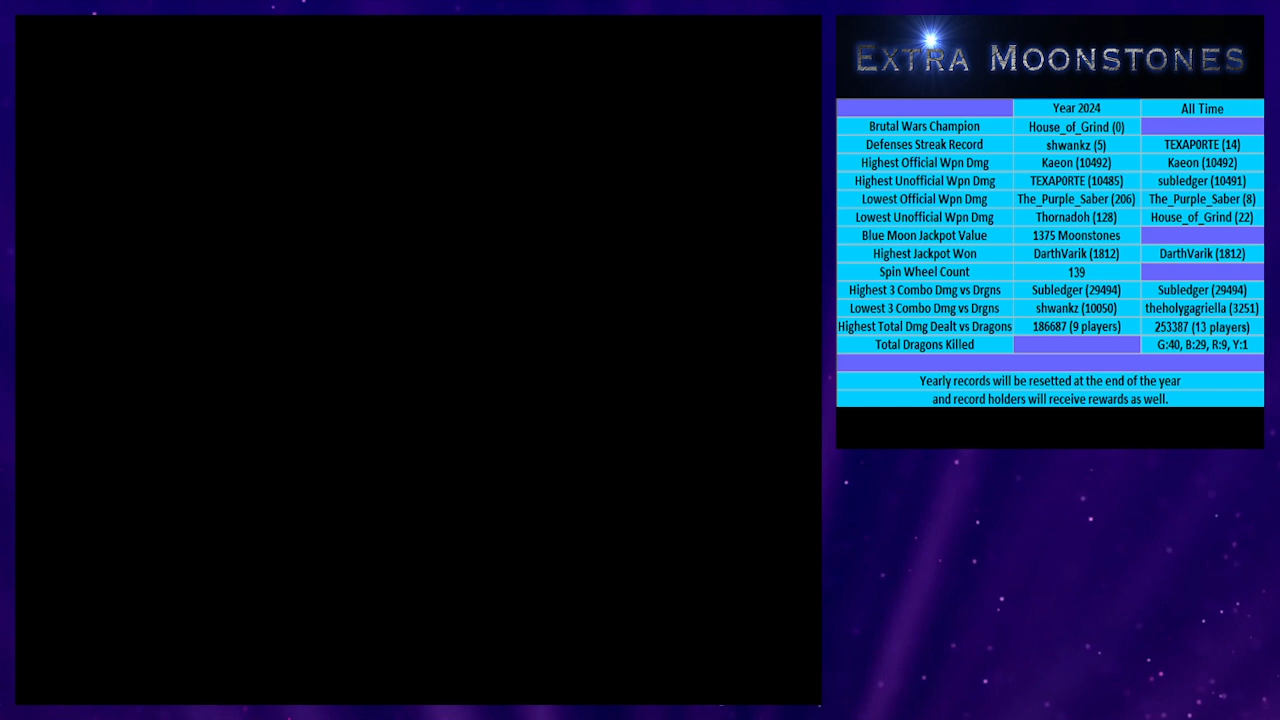 EXTRA MOONSTONES
Year 2024 All Time
Brutal Wars Champion House_of_Grind (0)
Defenses Streak Record shwankz (5) TEXAP0RTE (14)
Highest Official Wpn Dmg Kaeon (10492) Kaeon (10492)
Highest Unofficial Wpn Dmg TEXAP0RTE (10485) subledger (10491)
Lowest Official Wpn Dmg The_Purple_Saber (206) The_Purple_Saber (8)
Lowest Unofficial Wpn Dmg Thornadoh (128) House_of_Grind (22)
Blue Moon Jackpot Value 1375 Moonstones
Highest Jackpot Won DarthVarik (1812) DarthVarik (1812)
Spin Wheel Count 139
Highest 3 Combo Dmg vs Drgns Subledger (29494) Subledger (29494)
Lowest 3 Combo Dmg vs Drgns shwankz (10050) theholygagriella (3251)
Highest Total Dmg Dealt vs Dragons 186687 (9 players) 253387 (13 players)
Total Dragons Killed G:40, B:29, R:9, Y:1
Yearly records will be resetted at the end of the year
and record holders will receive rewards as well.